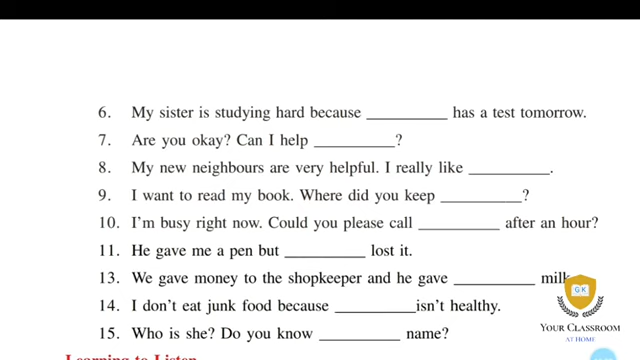 6. My sister is studying hard because __________ has a test tomorrow.
7. Are you okay? Can I help __________?
8. My new neighbours are very helpful. I really like __________.
9. I want to read my book. Where did you keep __________?
10. I'm busy right now. Could you please call __________ after an hour?
11. He gave me a pen but __________ lost it.
13. We gave money to the shopkeeper and he gave __________ milk
14. I don't eat junk food because __________isn't healthy.
15. Who is she? Do you know __________ name?
Learning to Listen
GK
YOUR CLASSROOM
AT HOME